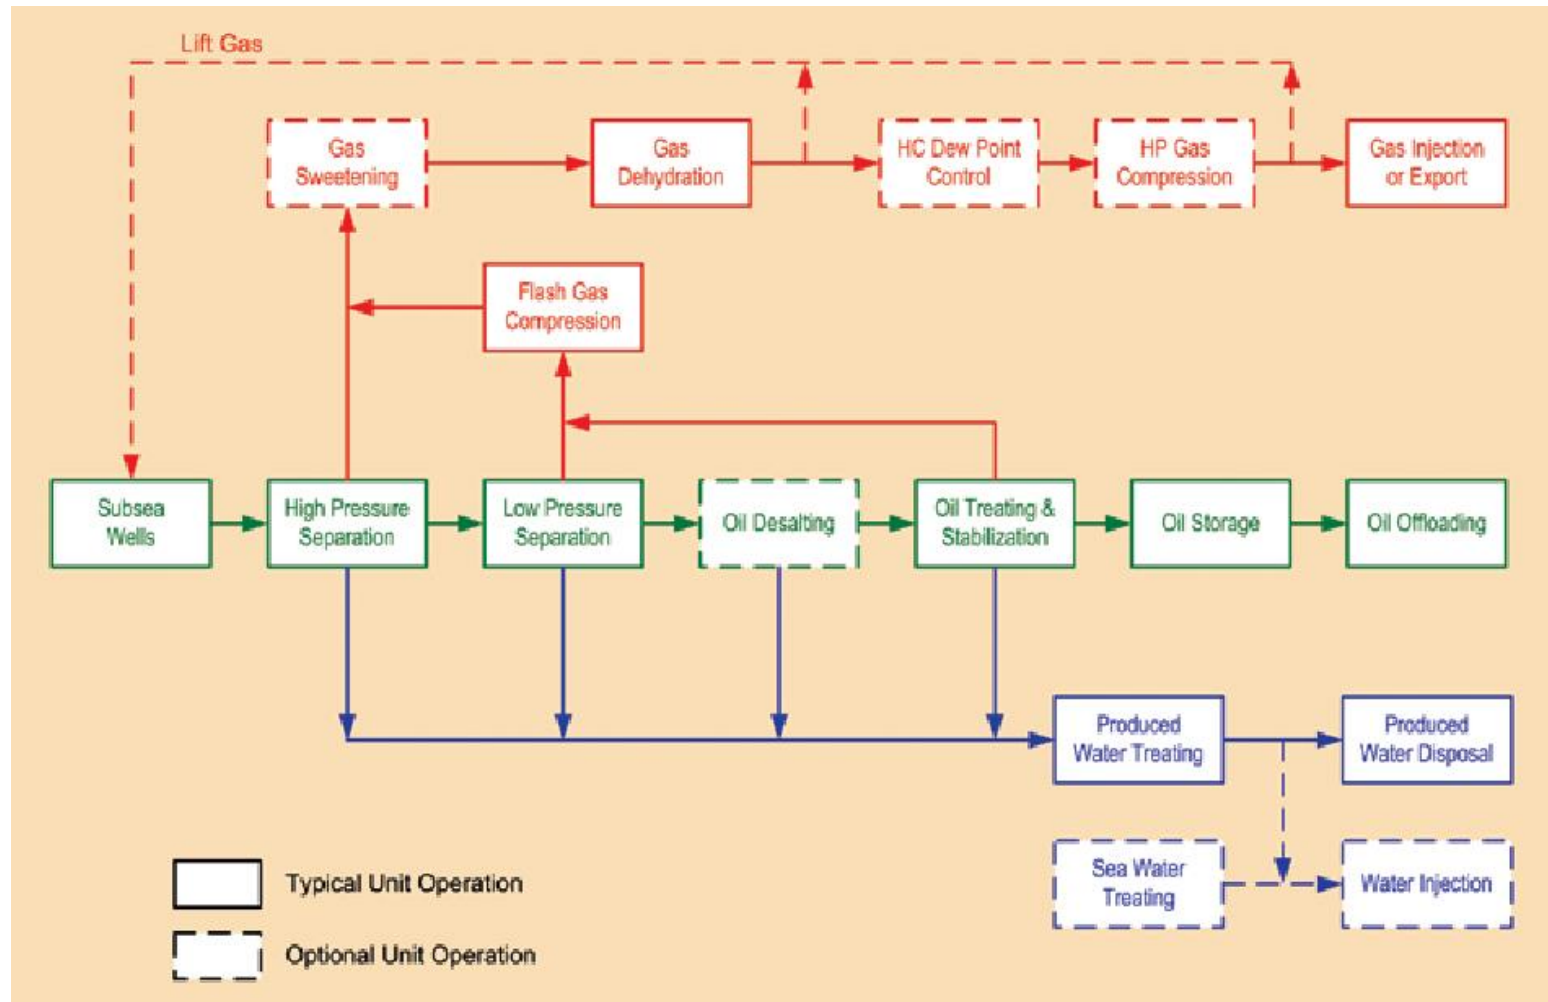 Lift Gas
Gas
Sweetening
Gas
Dehydration
HC Dew Point
Control
HP Gas
Compression
Gas Injection
or Export
Flash Gas
Compression
Subsea
Wells
High Pressure
Separation
Low Pressure
Separation
Oil Desalting
Oil Treating &
Stabilization
Oil Storage
Oil Offloading
Produced
Water Treating
Produced
Water Disposal
Sea Water
Treating
Water Injection
Typical Unit Operation
Optional Unit Operation